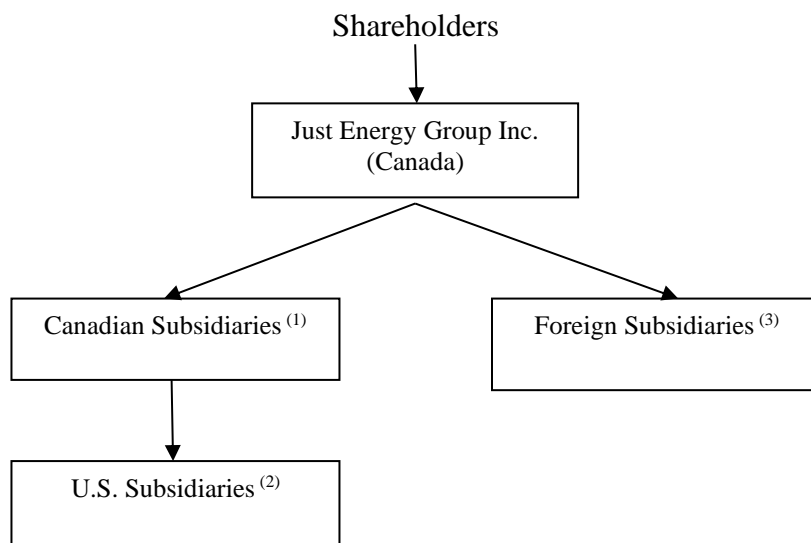 Shareholders
Just Energy Group Inc.
(Canada)
Canadian Subsidiaries (1)
Foreign Subsidiaries (3)
U.S. Subsidiaries (2)